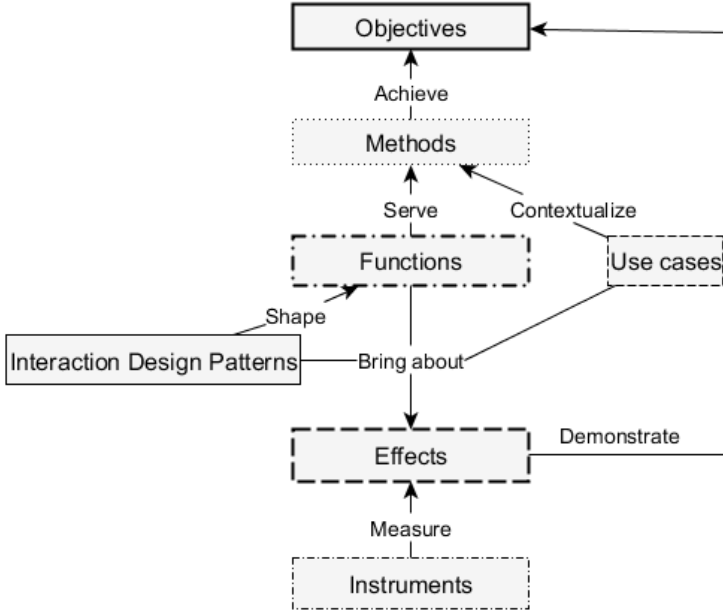 Objectives
Achieve
Methods
Serve
Contextualize
Functions
Use cases
Shape
Interaction Design Patterns
Bring about
Demonstrate
Effects
Measure
Instruments